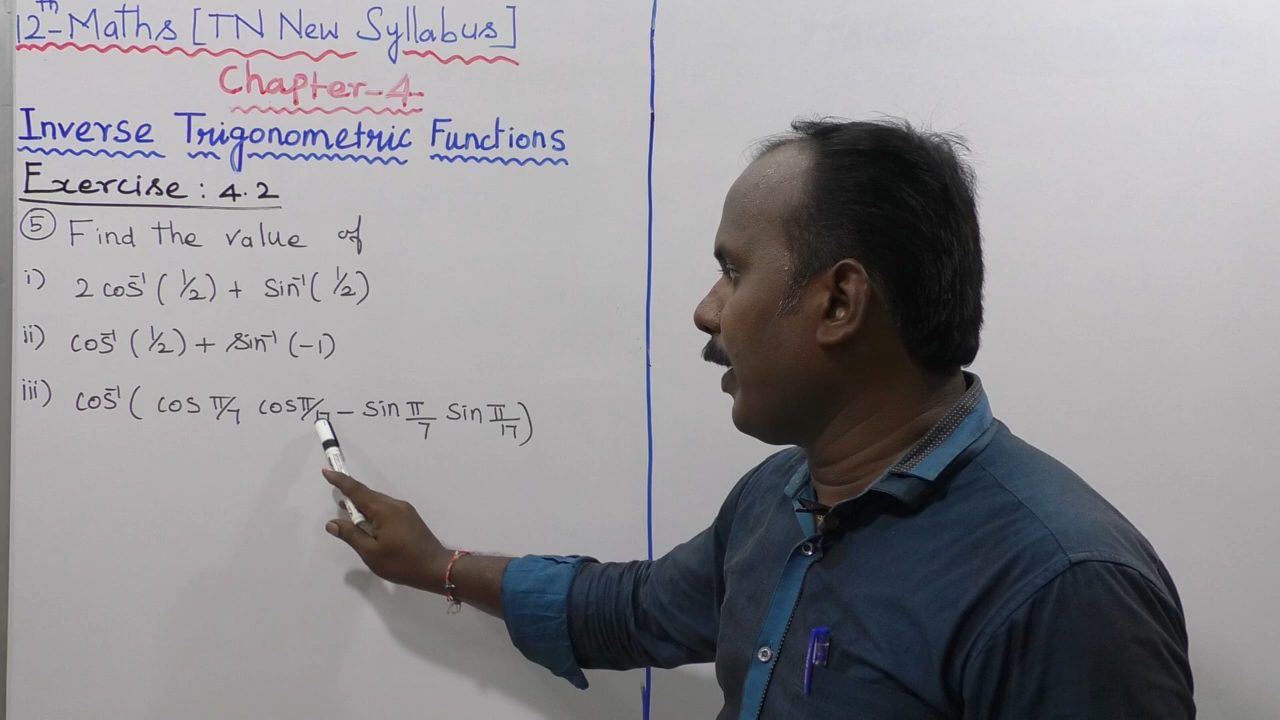 12th-Maths [TN New Syllabus]
Chapter-4
Inverse Trigonometric Functions
Exercise: 4.2
⑤ Find the value of
i) 2 cos⁻¹ (1/2) + sin⁻¹ (1/2)
ii) cos⁻¹ (1/2) + sin⁻¹ (-1)
iii) cos⁻¹ ( cos π/7 cos π/17 - sin π/7 sin π/17 )